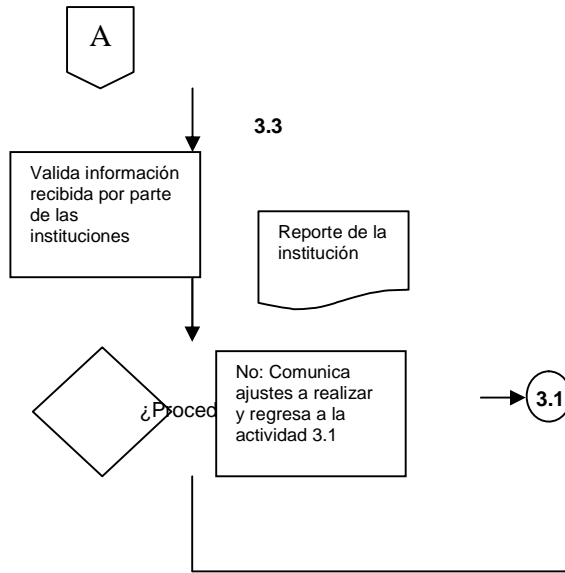 A
3.3
Valida información
recibida por parte
de las
instituciones
Reporte de la
institución
¿Proced
No: Comunica
ajustes a realizar
y regresa a la
actividad 3.1
3.1